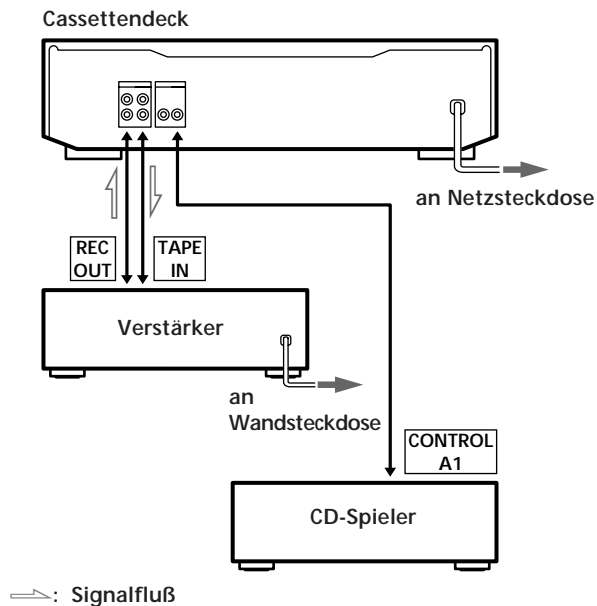 Cassettendeck
an Netzsteckdose
REC
OUT
TAPE
IN
Verstärker
an
Wandsteckdose
CONTROL
A1
CD-Spieler
: Signalfluß